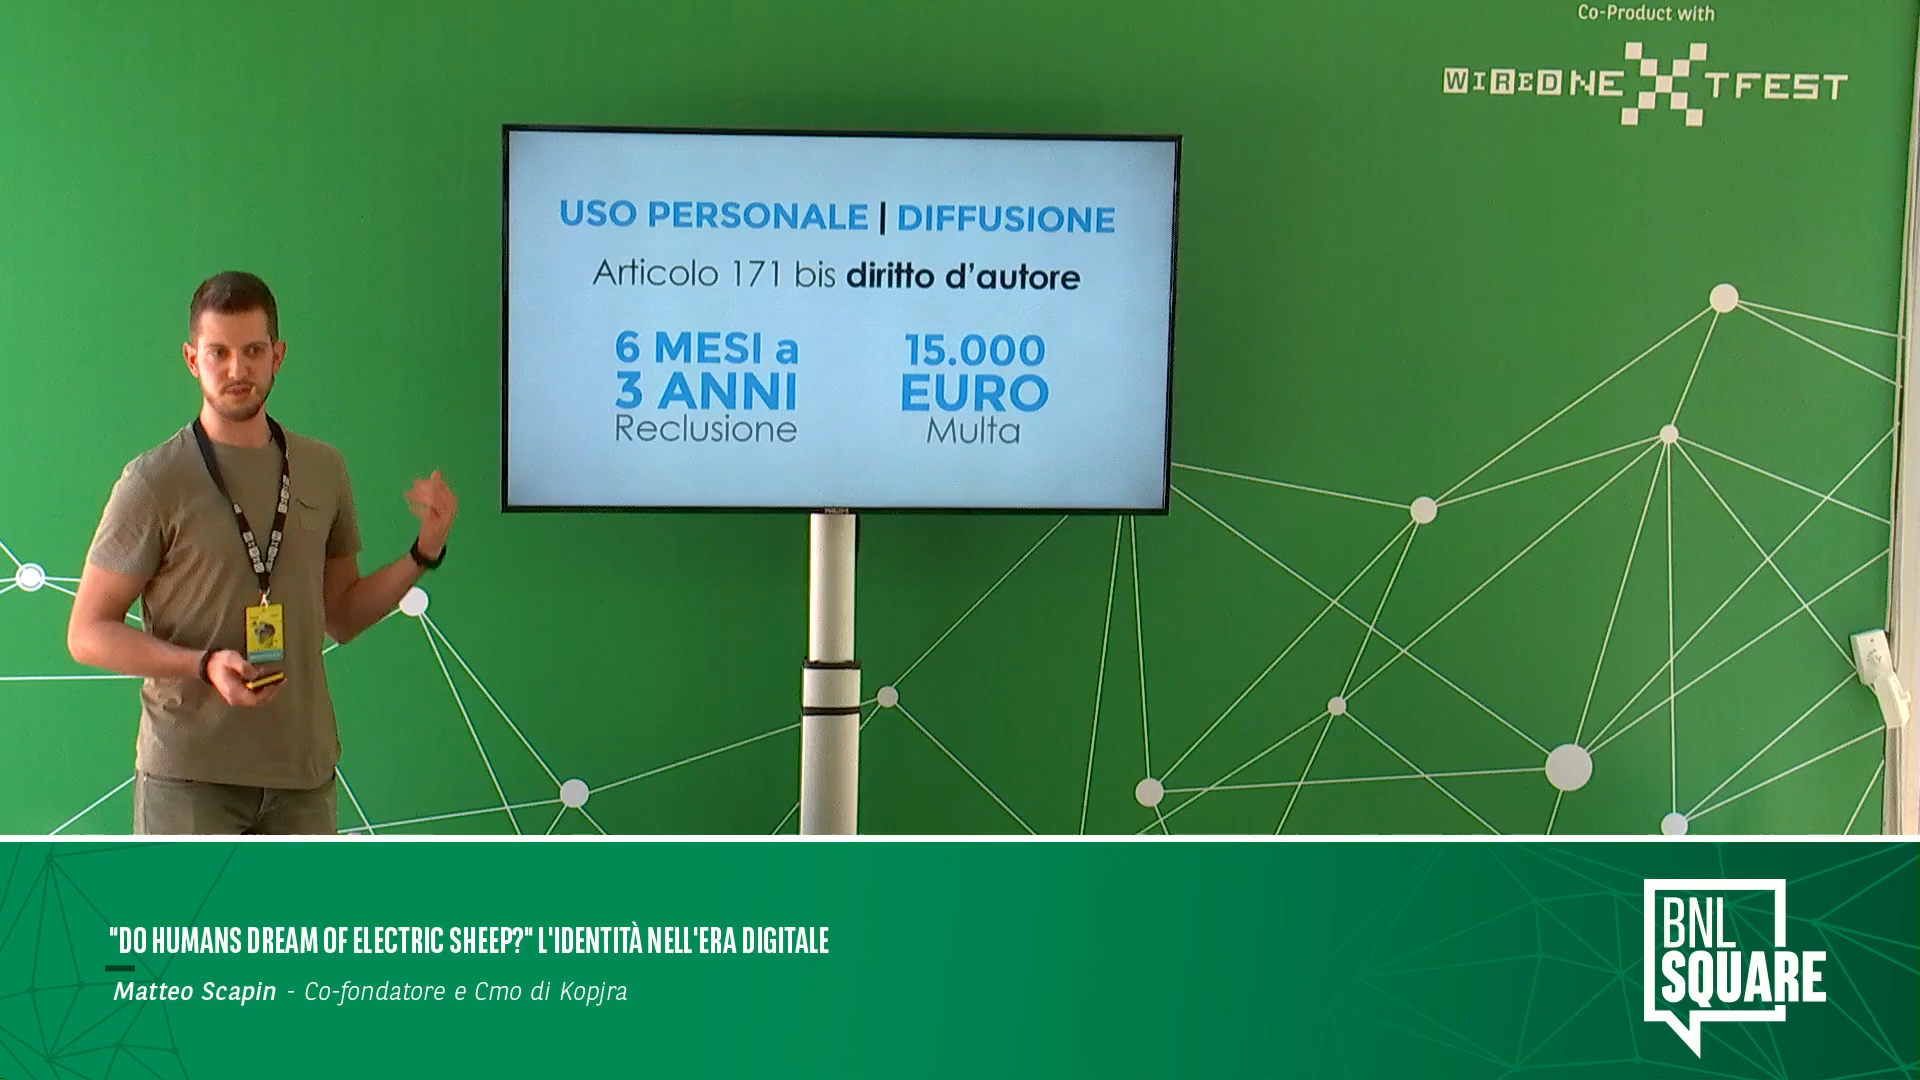 Co-Product with
WIRED NEXTFEST
USO PERSONALE | DIFFUSIONE
Articolo 171 bis diritto d'autore
6 MESI a
3 ANNI
Reclusione
15.000
EURO
Multa
"DO HUMANS DREAM OF ELECTRIC SHEEP?" L'IDENTITÀ NELL'ERA DIGITALE
Matteo Scapin - Co-fondatore e Cmo di Kopjra
BNL
SQUARE